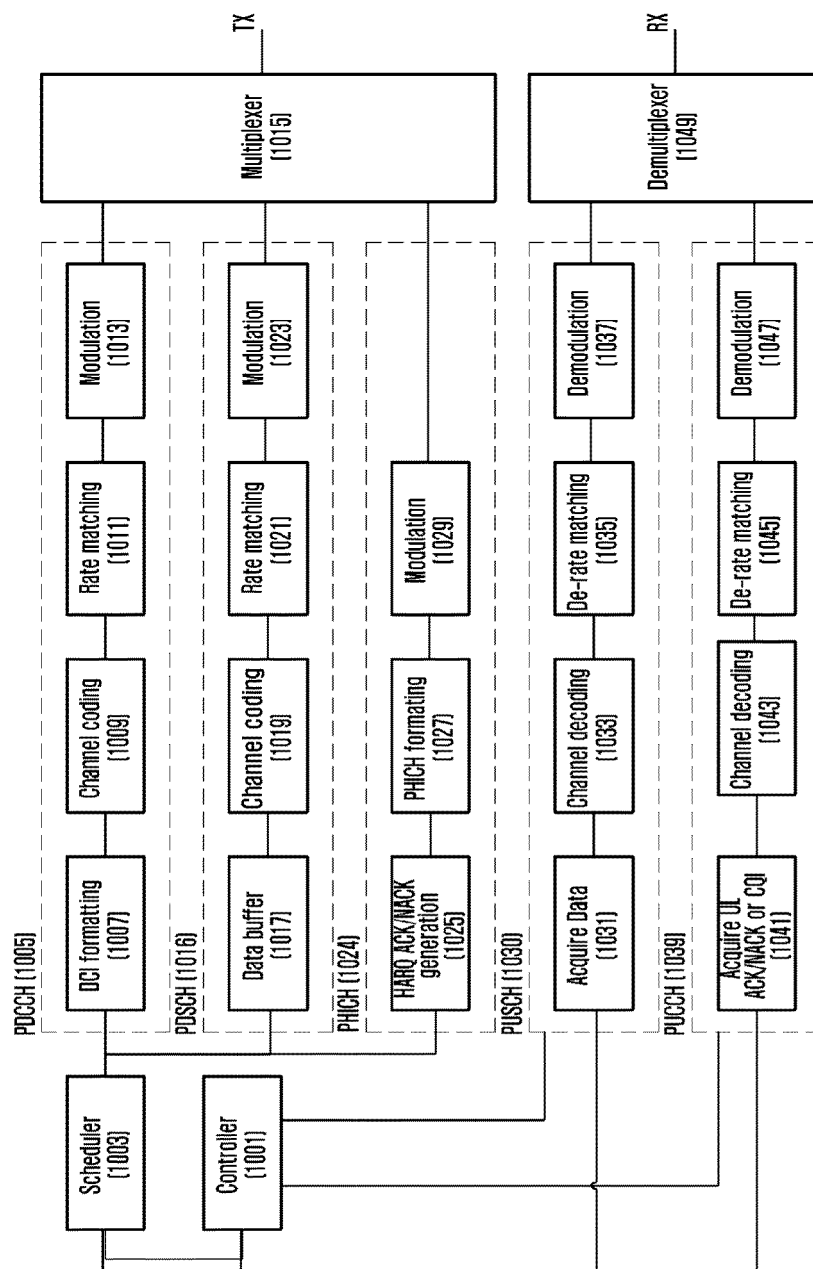 Scheduler
(1003)
Controller
(1001)
PDCCH (1005)
DCI formatting
(1007)
Channel coding
(1009)
Rate matching
(1011)
Modulation
(1013)
PDSCH (1016)
Data buffer
(1017)
Channel coding
(1019)
Rate matching
(1021)
Modulation
(1023)
PHICH (1024)
HARQ ACK/NACK
generation
(1025)
PHICH formating
(1027)
Modulation
(1029)
Multiplexer
(1015)
TX
PUSCH (1030)
Acquire Data
(1031)
Channel decoding
(1033)
De-rate matching
(1035)
Demodulation
(1037)
PUCCH (1039)
Acquire UL
ACK/NACK or CQI
(1041)
Channel decoding
(1043)
De-rate matching
(1045)
Demodulation
(1047)
Demultiplexer
(1049)
RX